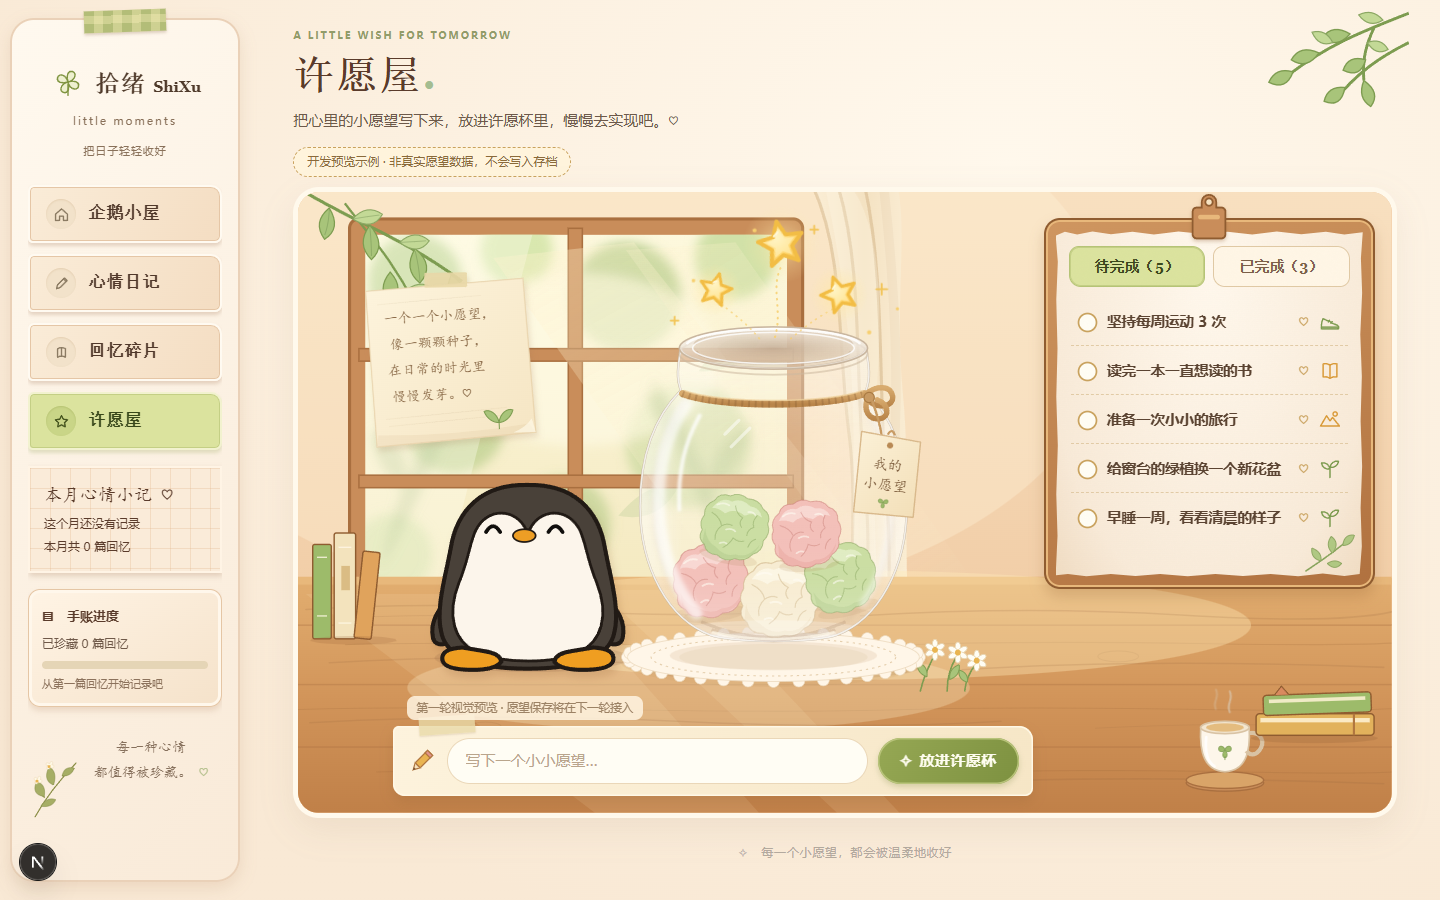 拾绪 ShiXu
little moments
把日子轻轻收好
企鹅小屋
心情日记
回忆碎片
许愿屋
本月心情小记 ♡
这个月还没有记录
本月共 0 篇回忆
手账进度
已珍藏 0 篇回忆
从第一篇回忆开始记录吧
每一种心情
都值得被珍藏。 ♡
N
A LITTLE WISH FOR TOMORROW
许愿屋.
把心里的小愿望写下来，放进许愿杯里，慢慢去实现吧。♡
开发预览示例 · 非真实愿望数据，不会写入存档
一个一个小愿望，
像一颗颗种子，
在日常的时光里
慢慢发芽。♡
我的
小愿望
待完成（5）
已完成（3）
坚持每周运动 3 次
读完一本一直想读的书
准备一次小小的旅行
给窗台的绿植换一个新花盆
早睡一周，看看清晨的样子
第一轮视觉预览 · 愿望保存将在下一轮接入
写下一个小小愿望...
✧ 放进许愿杯
✧ 每一个小愿望，都会被温柔地收好